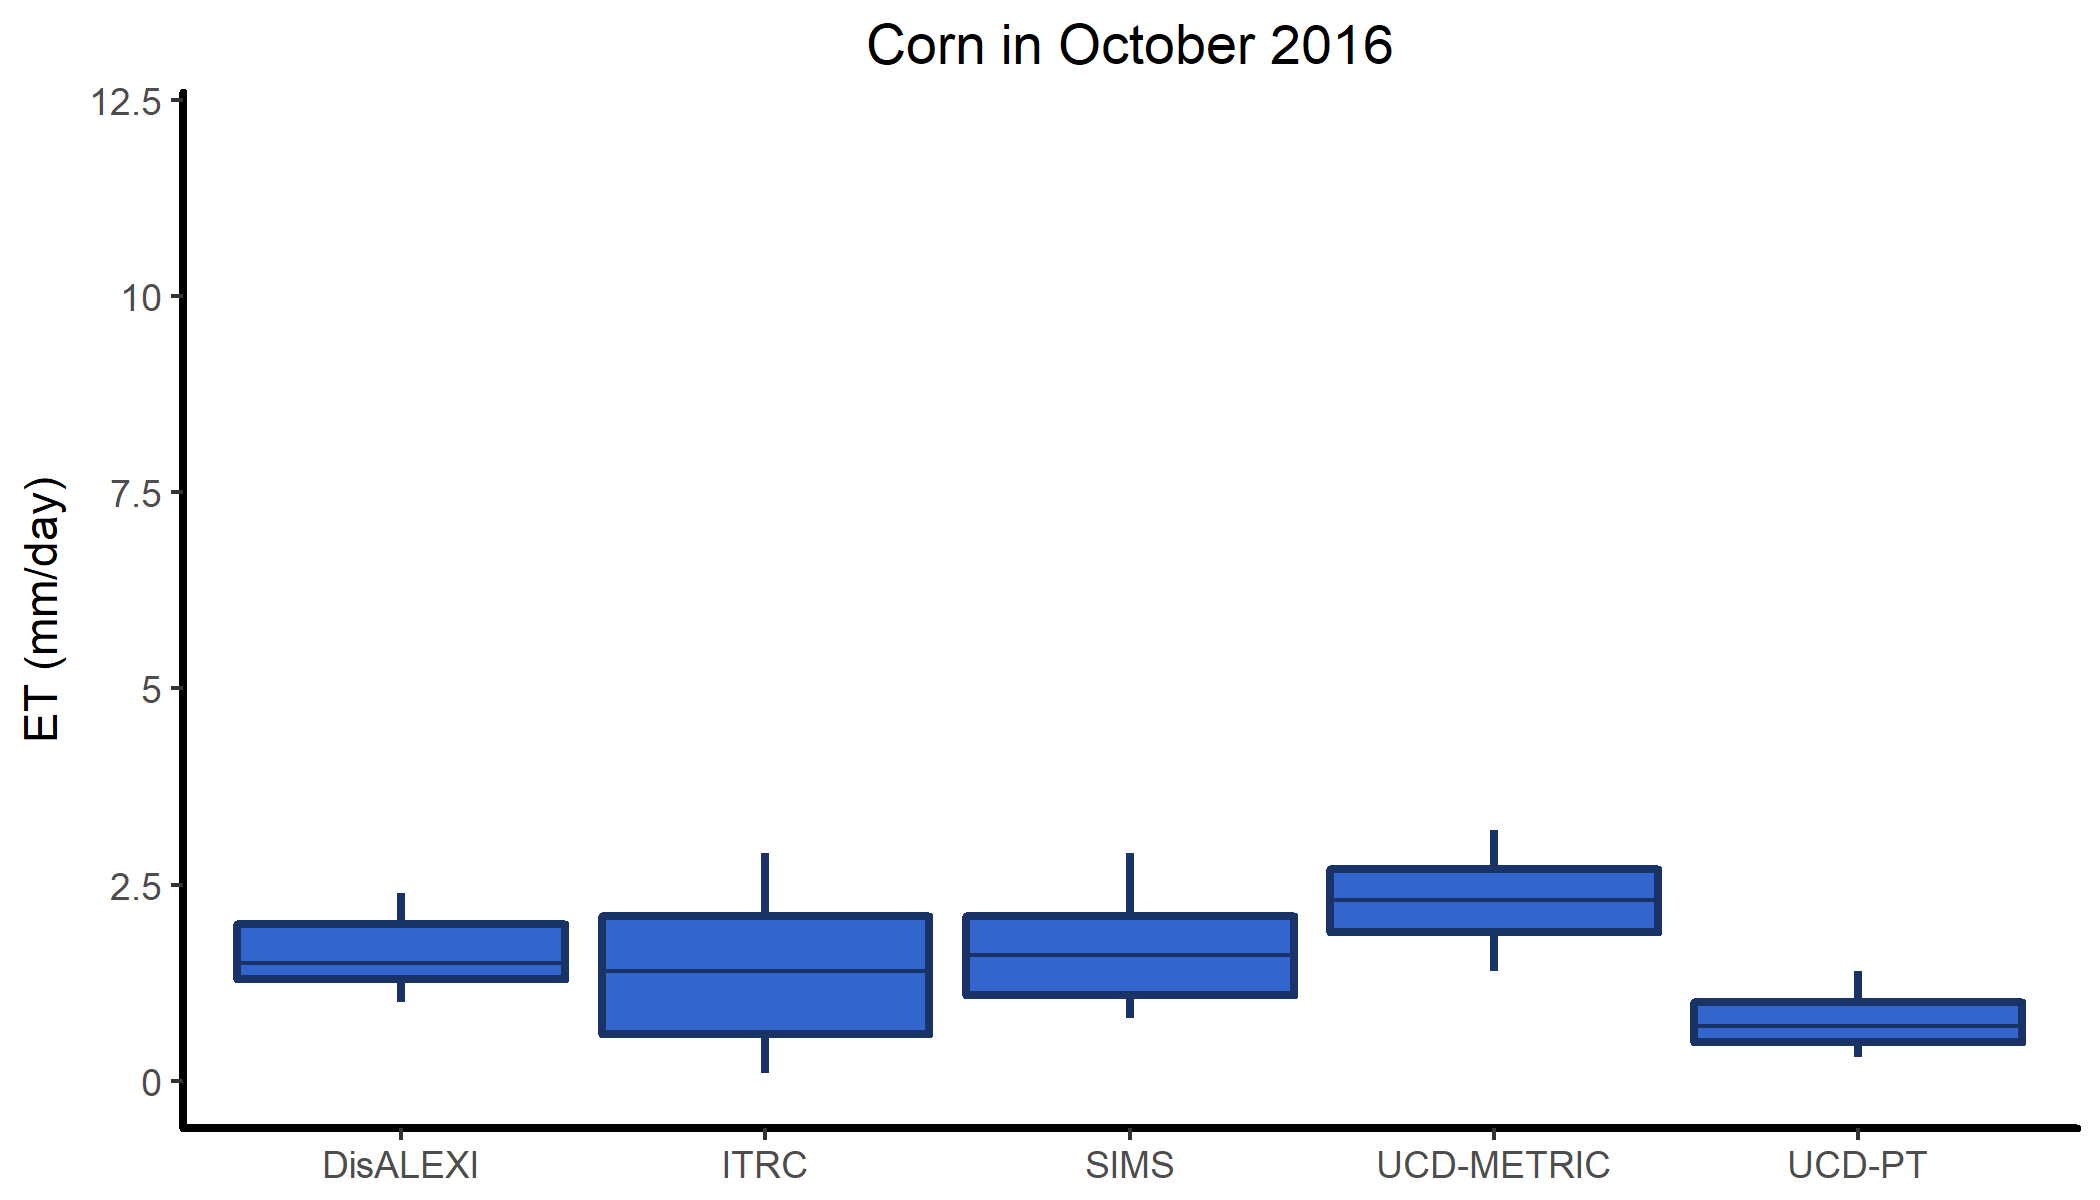 Corn in October 2016
12.5
10
7.5
5
2.5
0
ET (mm/day)
DisALEXI ITRC SIMS UCD-METRIC UCD-PT